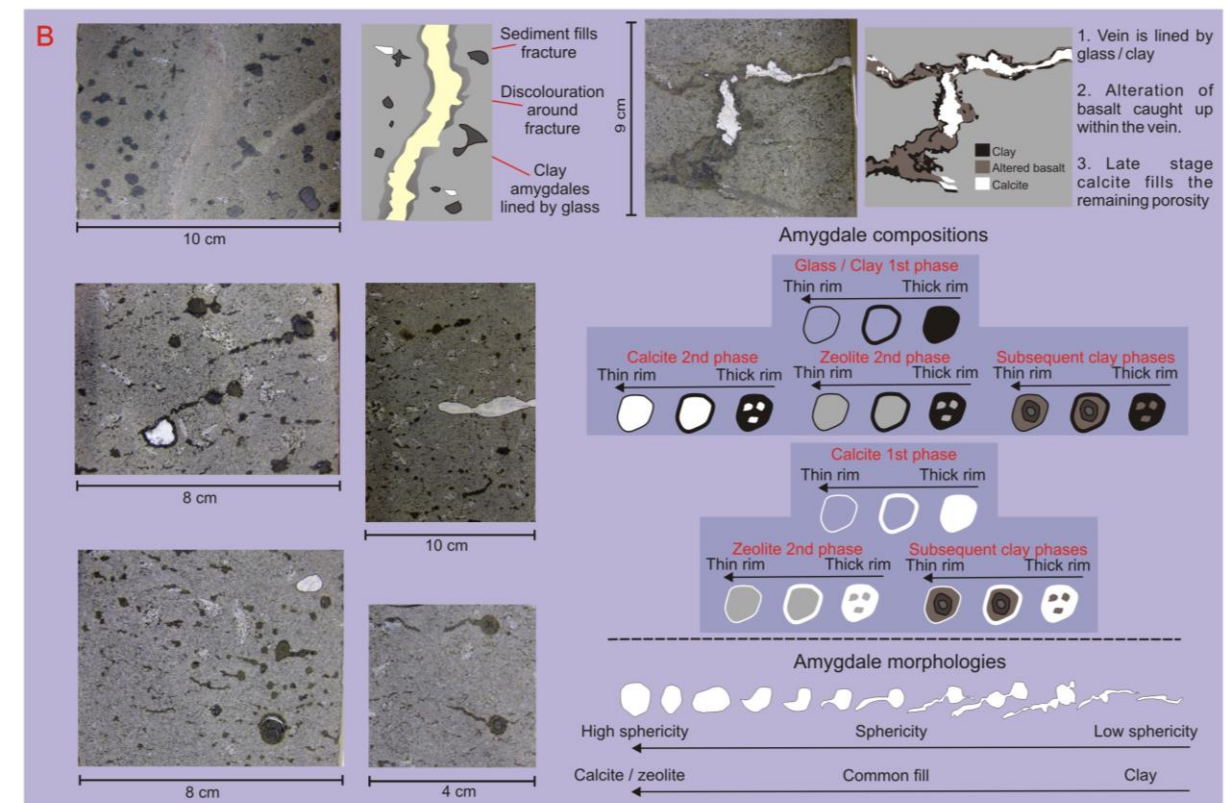 B
Sediment fills
fracture
Discolouration
around
fracture
Clay
amygdales
lined by glass
10 cm
9 cm
Clay
Altered basalt
Calcite
1. Vein is lined by
glass / clay
2. Alteration of
basalt caught up
within the vein.
3. Late stage
calcite fills the
remaining porosity
8 cm
10 cm
8 cm
4 cm
Amygdale compositions
Glass / Clay 1st phase
Thin rim Thick rim
Calcite 2nd phase Zeolite 2nd phase Subsequent clay phases
Thin rim Thick rim Thin rim Thick rim Thin rim Thick rim
Calcite 1st phase
Thin rim Thick rim
Zeolite 2nd phase Subsequent clay phases
Thin rim Thick rim Thin rim Thick rim
Amygdale morphologies
High sphericity Sphericity Low sphericity
Calcite / zeolite Common fill Clay